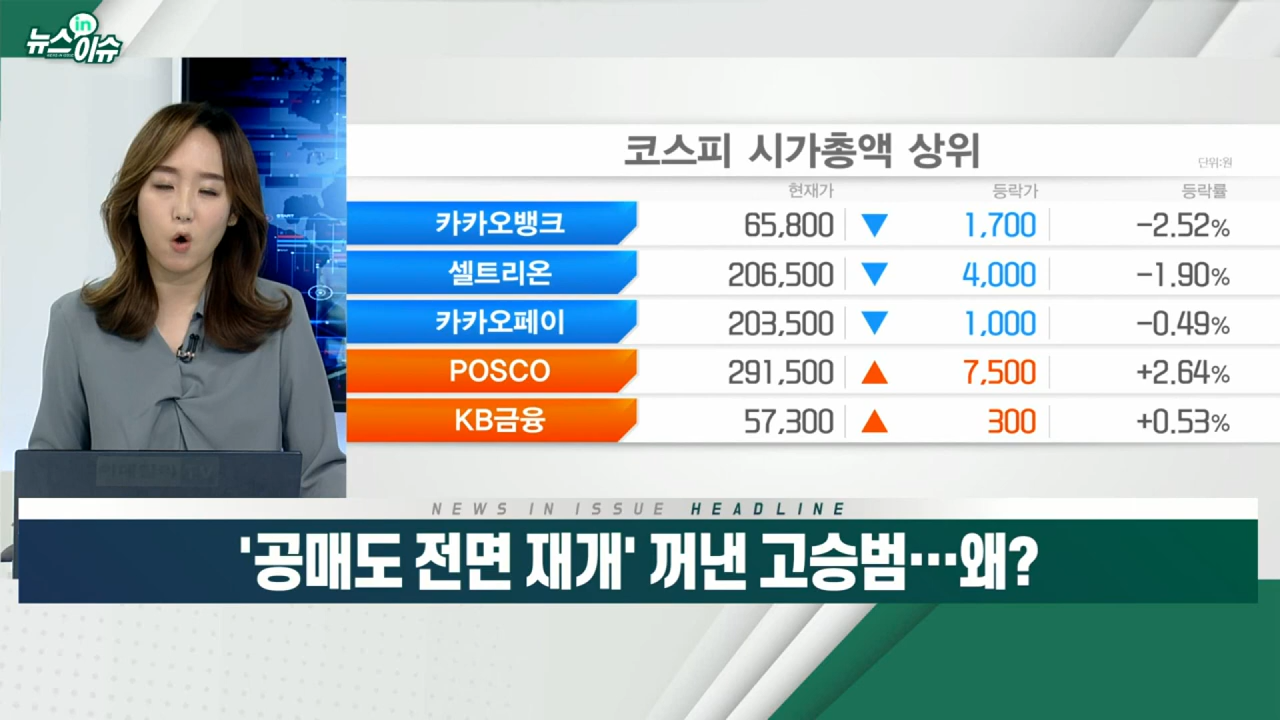 뉴스in이슈
코스피 시가총액 상위
단위:원
현재가 등락가 등락률
카카오뱅크 65,800 ▼ 1,700 -2.52%
셀트리온 206,500 ▼ 4,000 -1.90%
카카오페이 203,500 ▼ 1,000 -0.49%
POSCO 291,500 ▲ 7,500 +2.64%
KB금융 57,300 ▲ 300 +0.53%
NEWS IN ISSUE HEADLINE
'공매도 전면 재개' 꺼낸 고승범…왜?